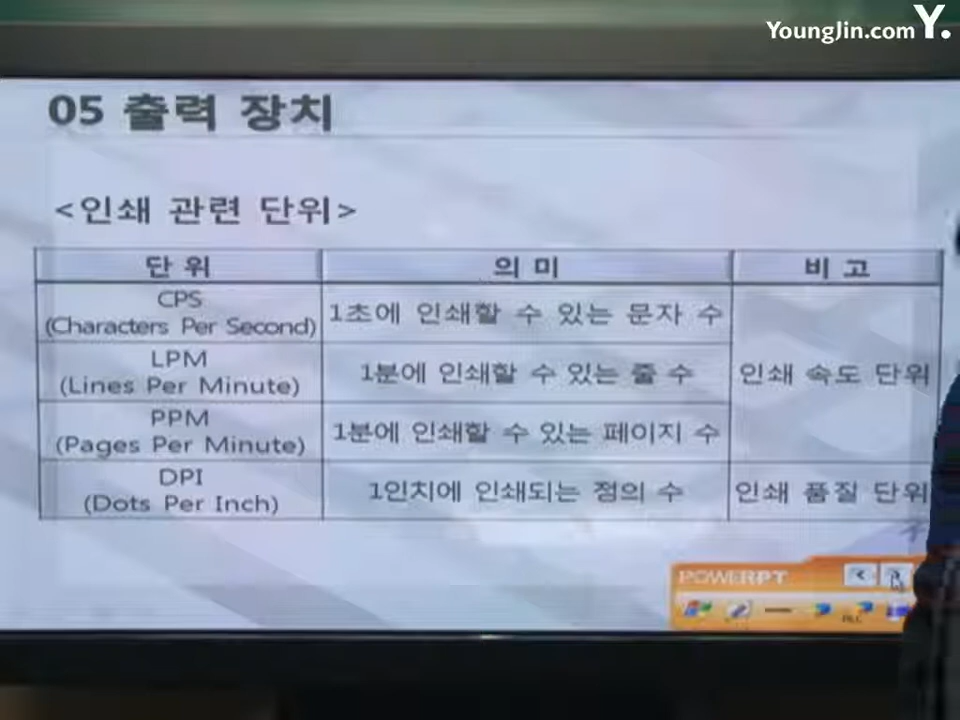 YoungJin.com Y.
05 출력 장치
<인쇄 관련 단위>
단 위 의 미 비 고
CPS
(Characters Per Second) 1초에 인쇄할 수 있는 문자 수
LPM
(Lines Per Minute) 1분에 인쇄할 수 있는 줄 수 인쇄 속도 단위
PPM
(Pages Per Minute) 1분에 인쇄할 수 있는 페이지 수
DPI
(Dots Per Inch) 1인치에 인쇄되는 점의 수 인쇄 품질 단위
POWERPT